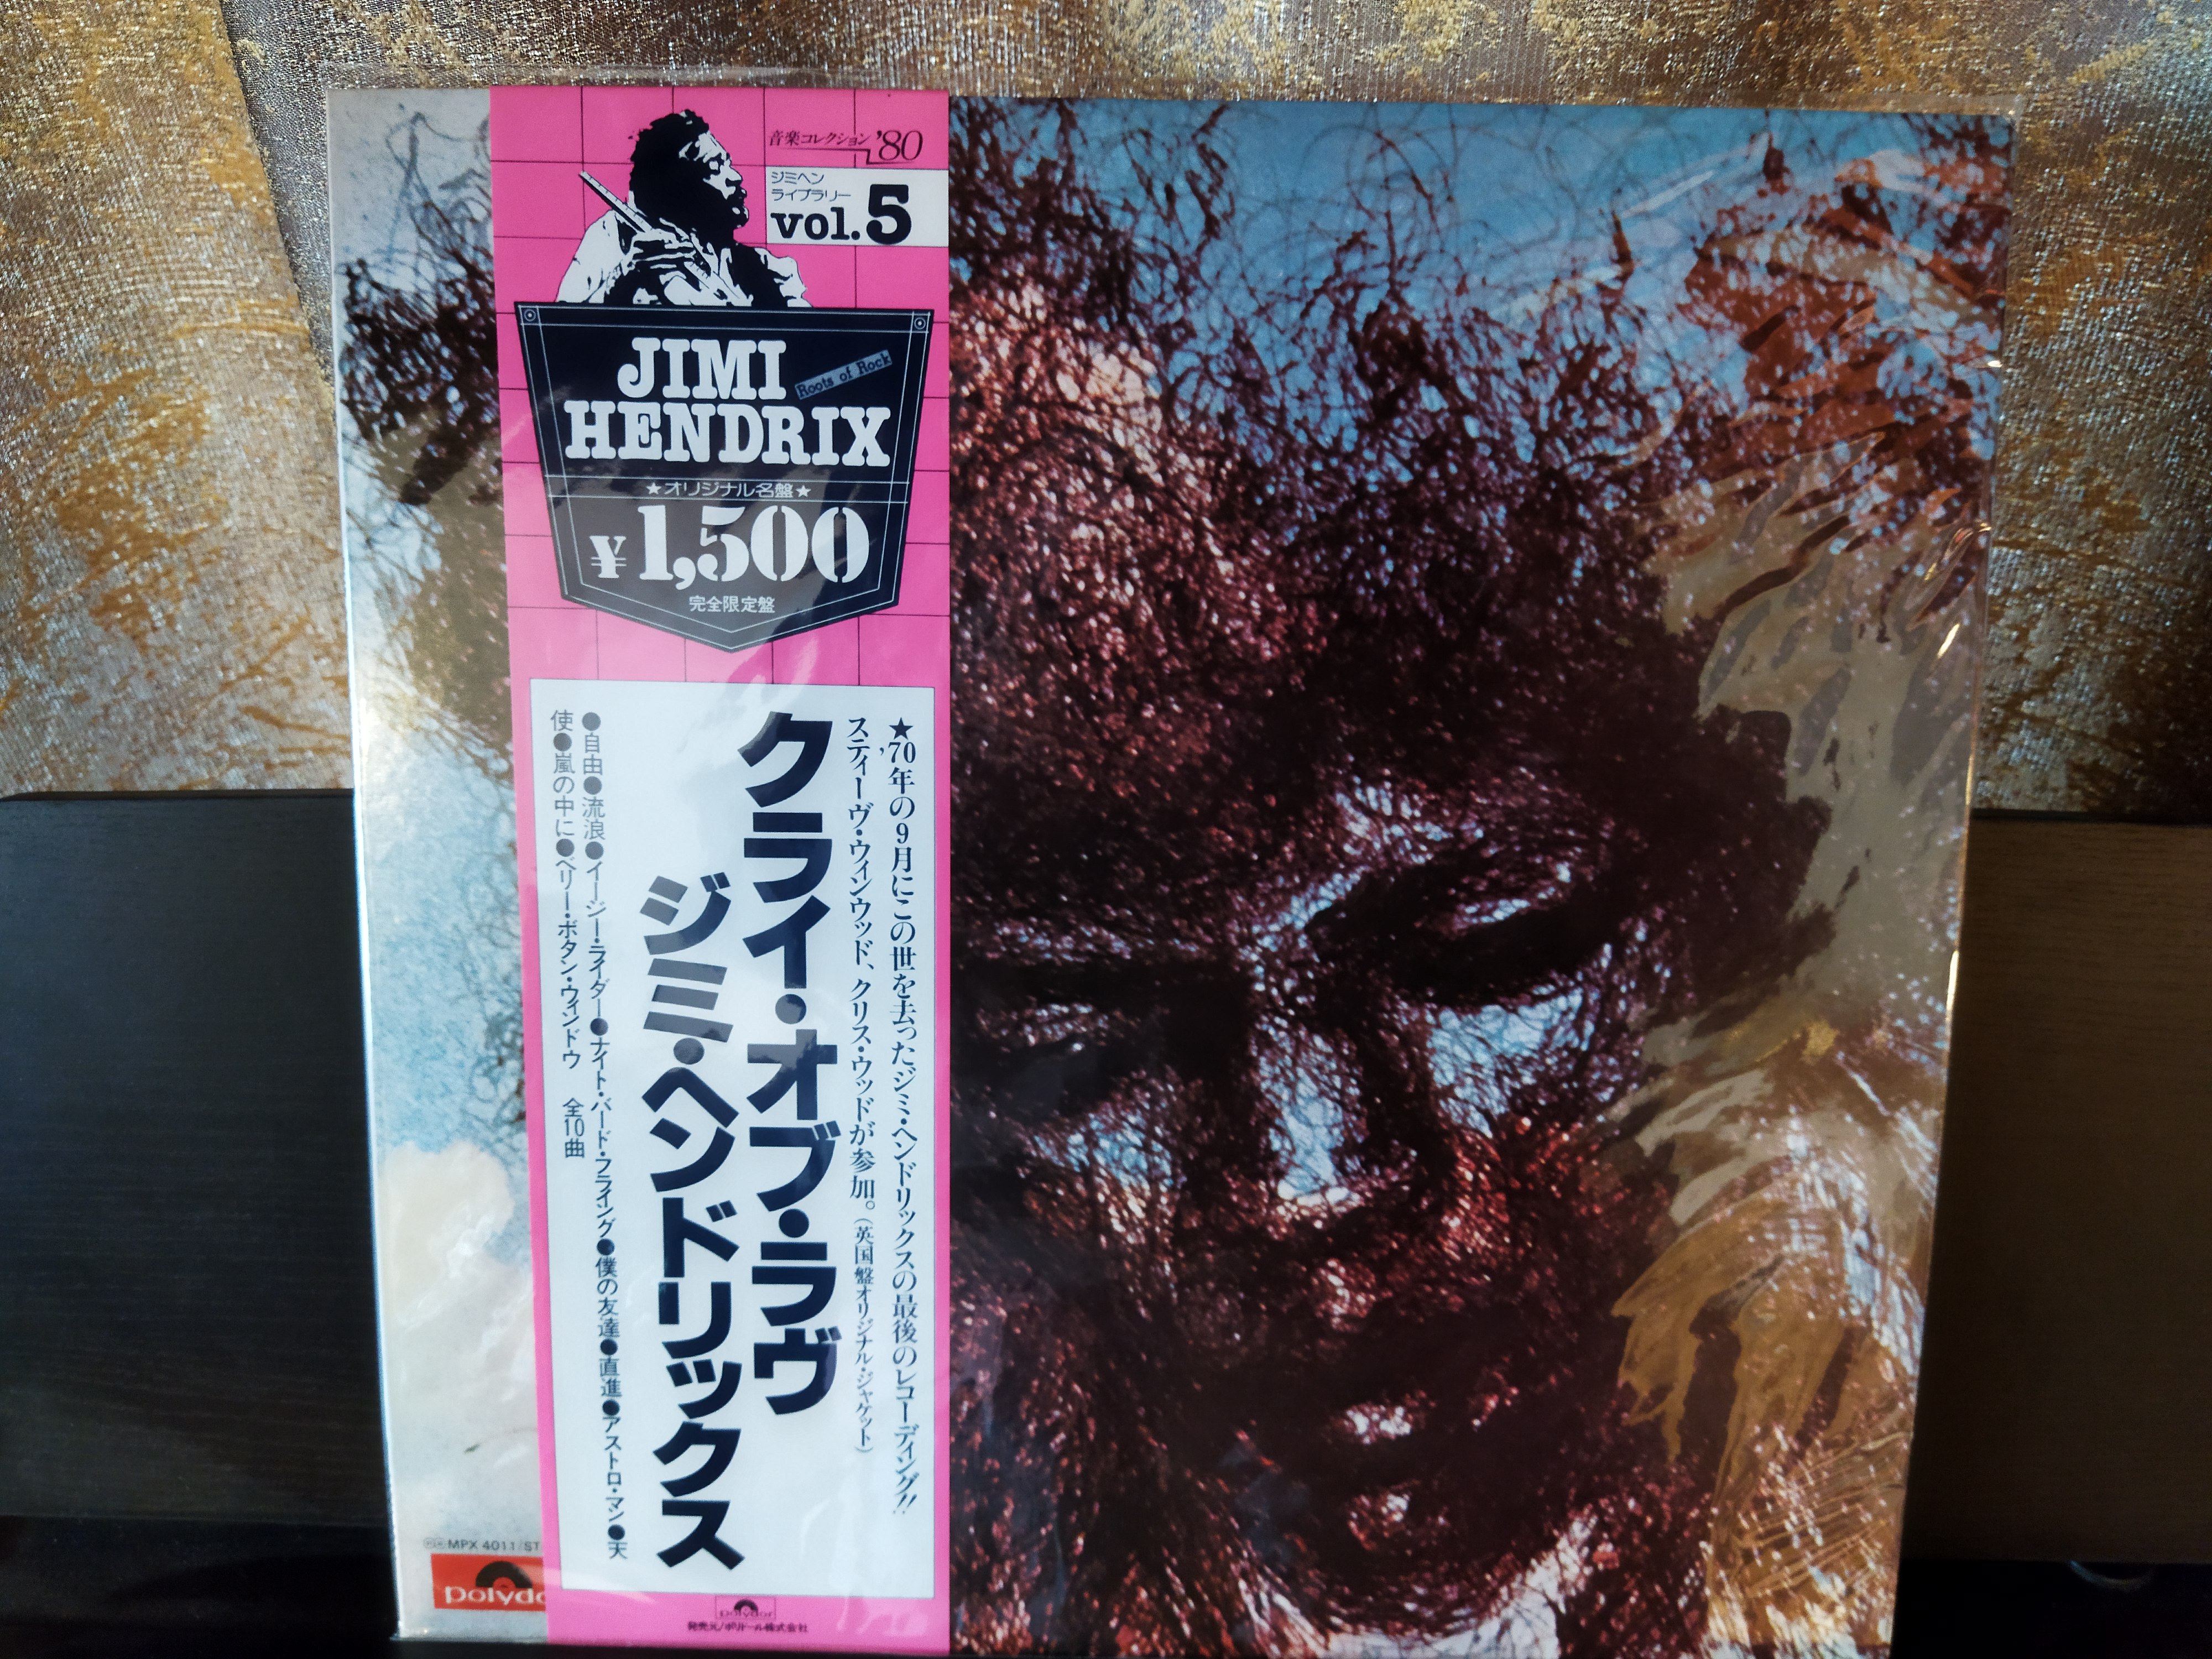 音楽コレクション'80
ジミヘン
ライブラリー
vol.5
JIMI
Roots of Rock
HENDRIX
★オリジナル名盤★
¥1,500
完全限定盤
★'70年の9月にこの世を去ったジミ・ヘンドリックスの最後のレコーディング!!
スティーヴ・ウィンウッド、クリス・ウッドが参加。(英国盤オリジナル・ジャケット)
クライ・オブ・ラヴ
ジミ・ヘンドリックス
●自由●流浪●イージー・ライダー●ナイト・バード・フライング●僕の友達●直進●アストロ・マン●天
使●嵐の中に●ベリー・ボタン・ウィンドウ 全10曲
MPX 4011/ST
polydo
polydor
発売元/ポリドール株式会社